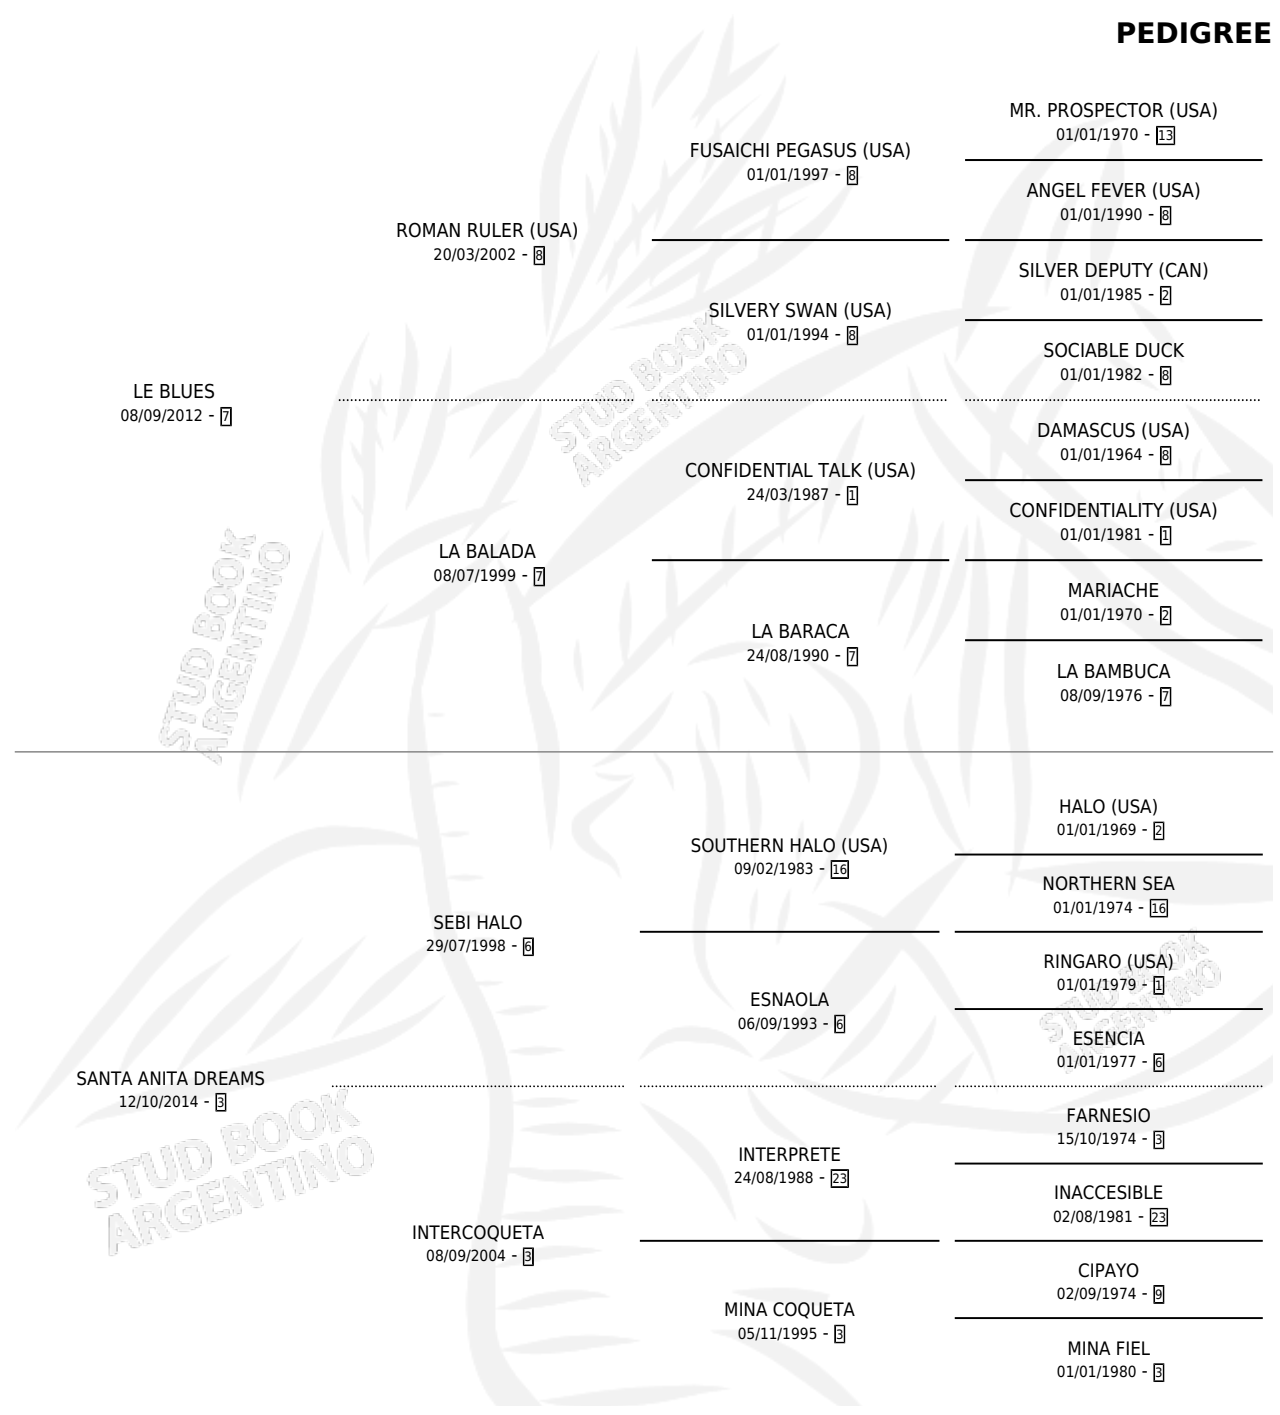 PEDIGREE
MR. PROSPECTOR (USA)
01/01/1970 - 13
FUSAICHI PEGASUS (USA)
01/01/1997 - 8
ANGEL FEVER (USA)
01/01/1990 - 8
ROMAN RULER (USA)
20/03/2002 - 8
SILVER DEPUTY (CAN)
01/01/1985 - 2
SILVERY SWAN (USA)
01/01/1994 - 8
SOCIABLE DUCK
01/01/1982 - 8
LE BLUES
08/09/2012 - 7
STUD BOOK
ARGENTINO
DAMASCUS (USA)
01/01/1964 - 8
CONFIDENTIAL TALK (USA)
24/03/1987 - 1
CONFIDENTIALITY (USA)
01/01/1981 - 1
LA BALADA
08/07/1999 - 7
MARIACHE
01/01/1970 - 2
LA BARACA
24/08/1990 - 7
LA BAMBUCA
08/09/1976 - 7
STUD BOOK
ARGENTINO
HALO (USA)
01/01/1969 - 2
SOUTHERN HALO (USA)
09/02/1983 - 16
NORTHERN SEA
01/01/1974 - 16
SEBI HALO
29/07/1998 - 6
RINGARO (USA)
01/01/1979 - 1
ESNAOLA
06/09/1993 - 6
ESENCIA
01/01/1977 - 6
STUD BOOK
ARGENTINO
SANTA ANITA DREAMS
12/10/2014 - 3
FARNESIO
15/10/1974 - 3
INTERPRETE
24/08/1988 - 23
INACCESIBLE
02/08/1981 - 23
STUD BOOK
ARGENTINO
INTERCOQUETA
08/09/2004 - 3
CIPAYO
02/09/1974 - 9
MINA COQUETA
05/11/1995 - 3
MINA FIEL
01/01/1980 - 3